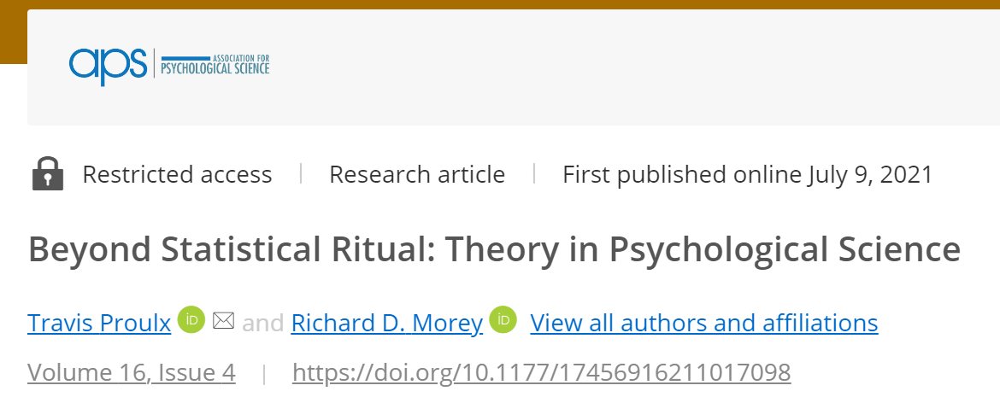 aps ASSOCIATION FOR
PSYCHOLOGICAL SCIENCE
Restricted access | Research article | First published online July 9, 2021
Beyond Statistical Ritual: Theory in Psychological Science
Travis Proulx iD and Richard D. Morey iD View all authors and affiliations
Volume 16, Issue 4 | https://doi.org/10.1177/17456916211017098